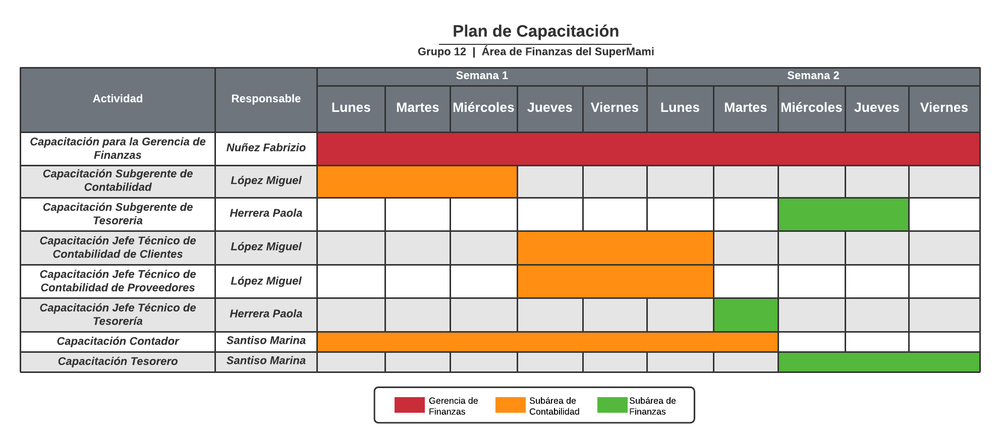 Plan de Capacitación
Grupo 12 | Área de Finanzas del SuperMami
Actividad
Responsable
Semana 1
Semana 2
Lunes
Martes
Miércoles
Jueves
Viernes
Lunes
Martes
Miércoles
Jueves
Viernes
Capacitación para la Gerencia de
Finanzas
Nuñez Fabrizio
Capacitación Subgerente de
Contabilidad
López Miguel
Capacitación Subgerente de
Tesoreria
Herrera Paola
Capacitación Jefe Técnico de
Contabilidad de Clientes
López Miguel
Capacitación Jefe Técnico de
Contabilidad de Proveedores
López Miguel
Capacitación Jefe Técnico de
Tesorería
Herrera Paola
Capacitación Contador
Santiso Marina
Capacitación Tesorero
Santiso Marina
Gerencia de
Finanzas
Subárea de
Contabilidad
Subárea de
Finanzas